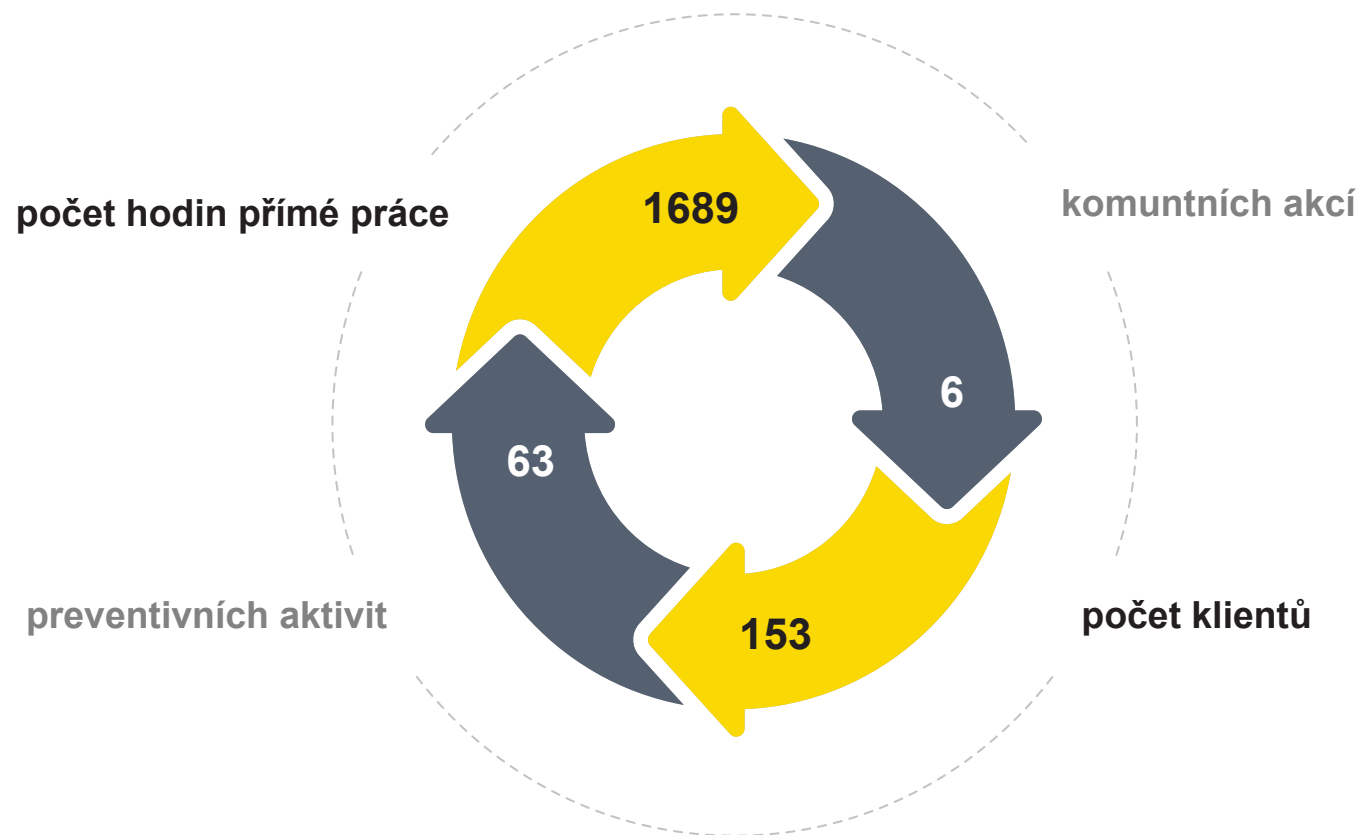 počet hodin přímé práce
1689
komuntních akcí
6
63
preventivních aktivit
153
počet klientů